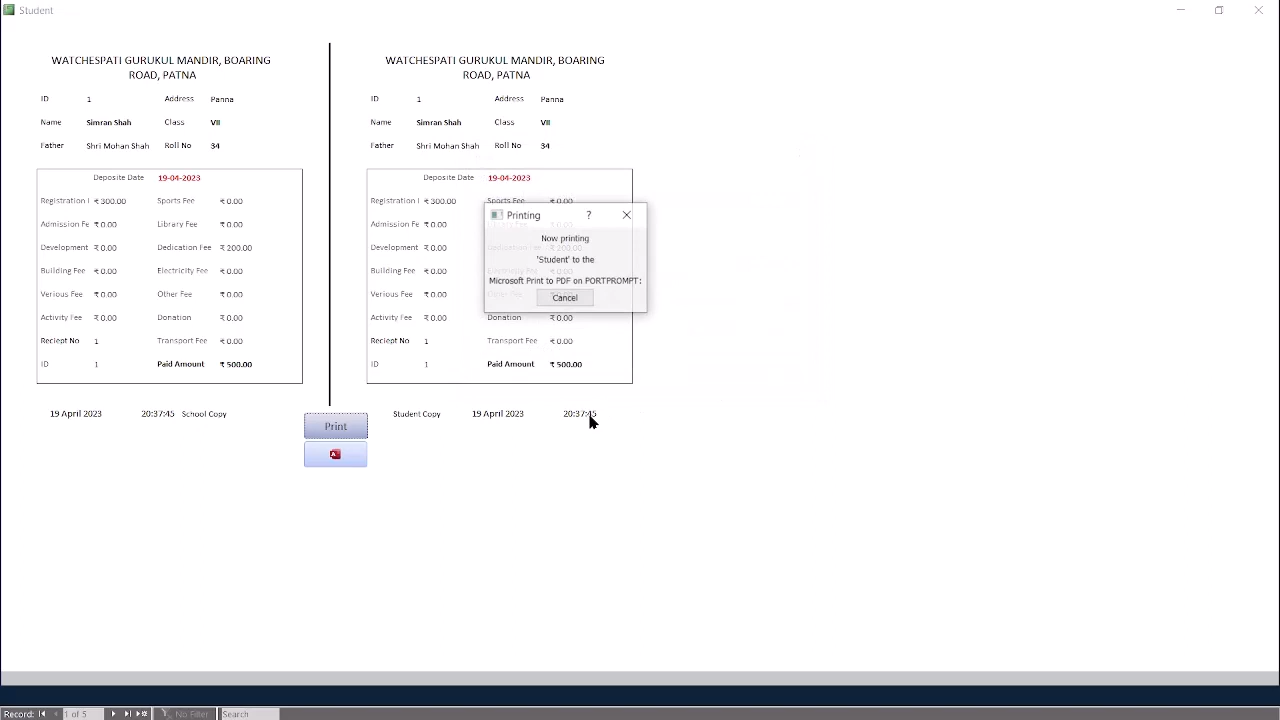 Student
WATCHESPATI GURUKUL MANDIR, BOARING
ROAD, PATNA
ID 1 Address Panna
Name Simran Shah Class VII
Father Shri Mohan Shah Roll No 34
Deposite Date 19-04-2023
Registration ₹ 300.00 Sports Fee ₹ 0.00
Admission Fe ₹ 0.00 Library Fee ₹ 0.00
Development ₹ 0.00 Dedication Fee ₹ 200.00
Building Fee ₹ 0.00 Electricity Fee ₹ 0.00
Verious Fee ₹ 0.00 Other Fee ₹ 0.00
Activity Fee ₹ 0.00 Donation ₹ 0.00
Reciept No 1 Transport Fee ₹ 0.00
ID 1 Paid Amount ₹ 500.00
19 April 2023 20:37:45 School Copy
WATCHESPATI GURUKUL MANDIR, BOARING
ROAD, PATNA
ID 1 Address Panna
Name Simran Shah Class VII
Father Shri Mohan Shah Roll No 34
Deposite Date 19-04-2023
Registration ₹ 300.00 Sports Fee ₹ 0.00
Admission Fe ₹ 0.00
Development ₹ 0.00
Building Fee ₹ 0.00
Verious Fee ₹ 0.00
Activity Fee ₹ 0.00 Donation ₹ 0.00
Reciept No 1 Transport Fee ₹ 0.00
ID 1 Paid Amount ₹ 500.00
Student Copy 19 April 2023 20:37:45
Printing ?
Now printing
'Student' to the
Microsoft Print to PDF on PORTPROMPT:
Cancel
Print
Record: 1 of 5 No Filter Search